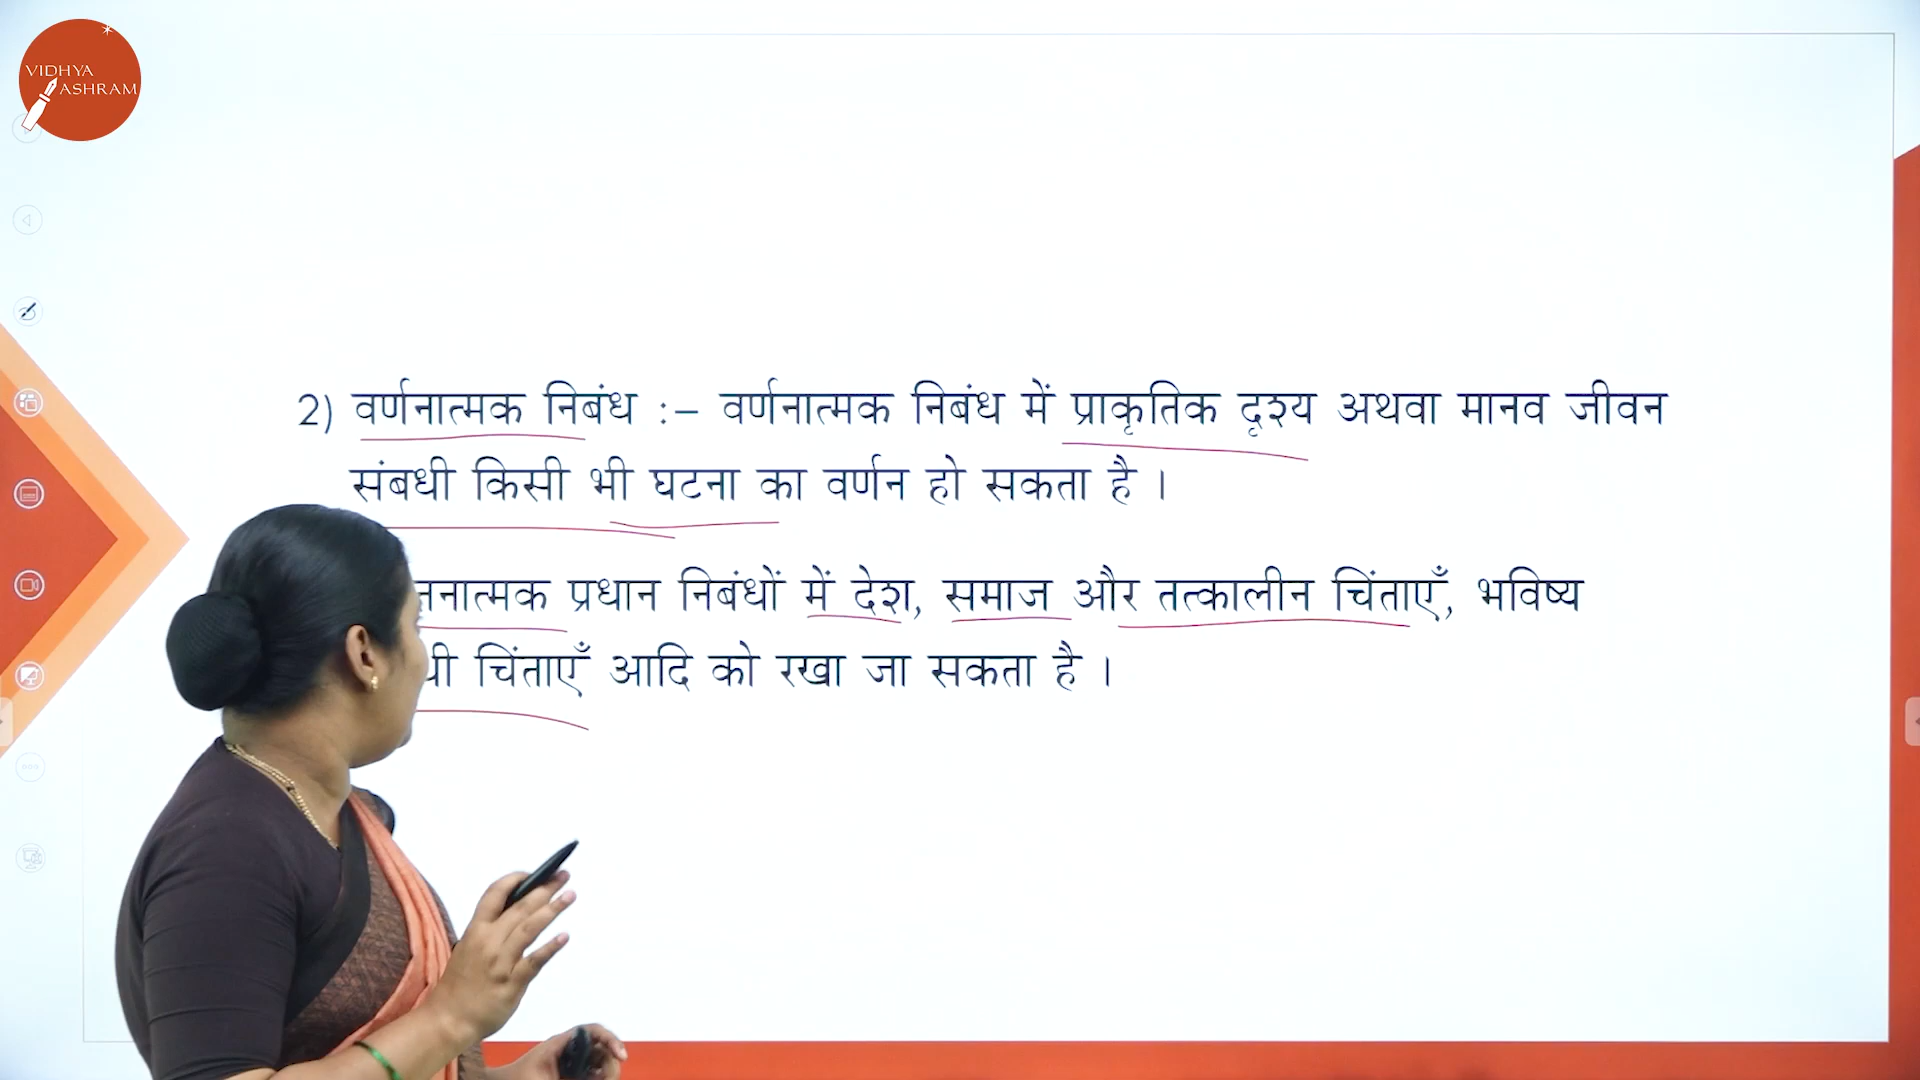 VIDHYA
ASHRAM
2) वर्णनात्मक निबंध :– वर्णनात्मक निबंध में प्राकृतिक दृश्य अथवा मानव जीवन
संबधी किसी भी घटना का वर्णन हो सकता है ।
प्रधान निबंधों में देश, समाज और तत्कालीन चिंताएँ, भविष्य
चिंताएँ आदि को रखा जा सकता है ।